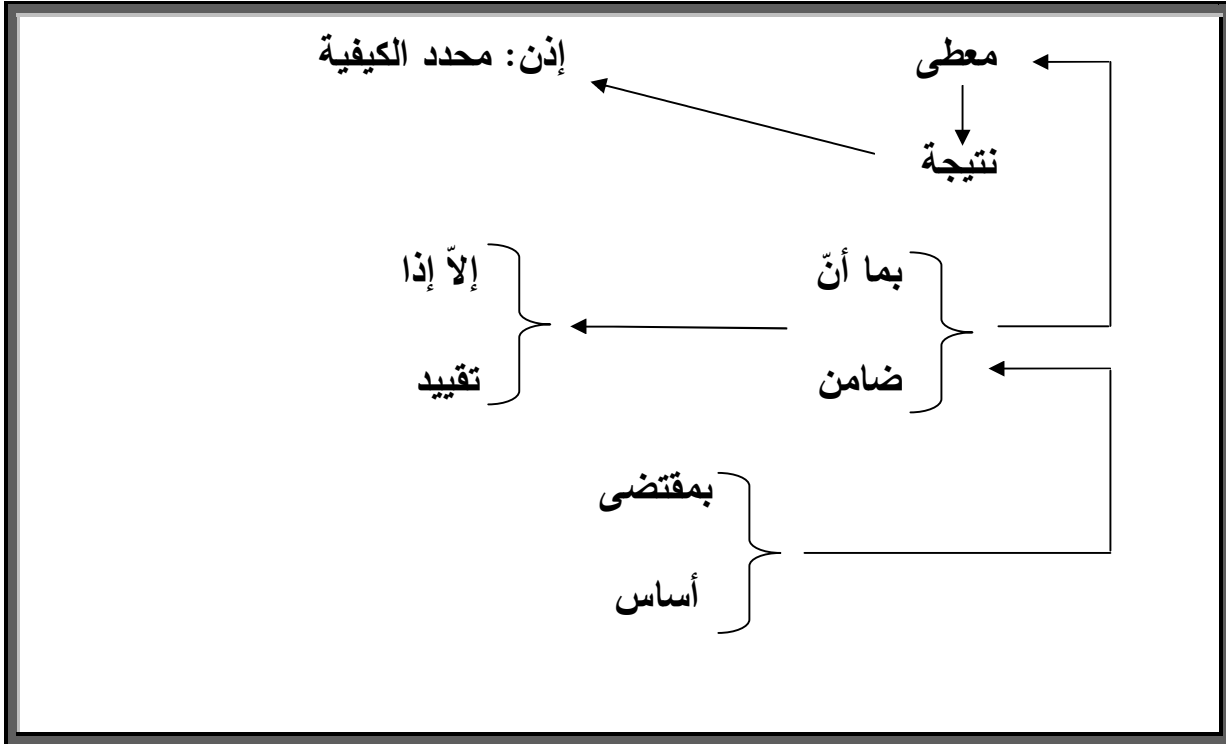 معطى
إذن: محدد الكيفية
نتيجة
بما أنّ
إلاّ إذا
ضامن
تقييد
بمقتضى
أساس